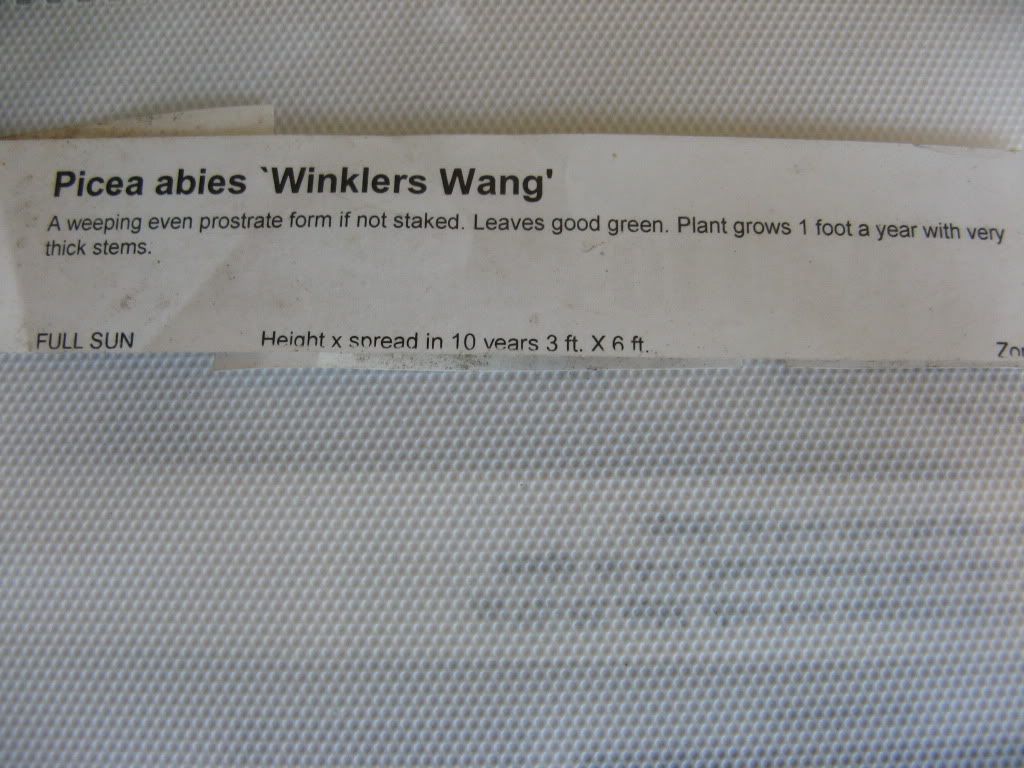 Picea abies `Winklers Wang'
A weeping even prostrate form if not staked. Leaves good green. Plant grows 1 foot a year with very
thick stems.
FULL SUN Height x spread in 10 years 3 ft. X 6 ft.